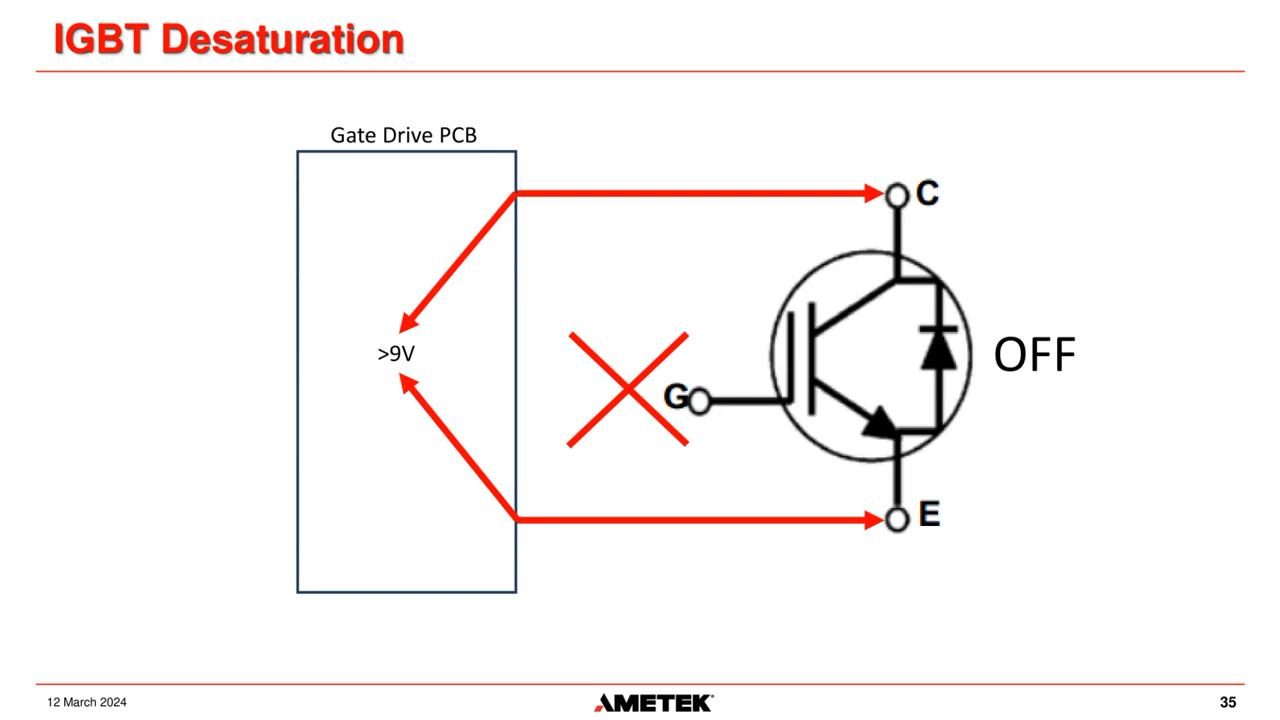 IGBT Desaturation
Gate Drive PCB
C
>9V
OFF
G
E
12 March 2024
AMETEK®
35